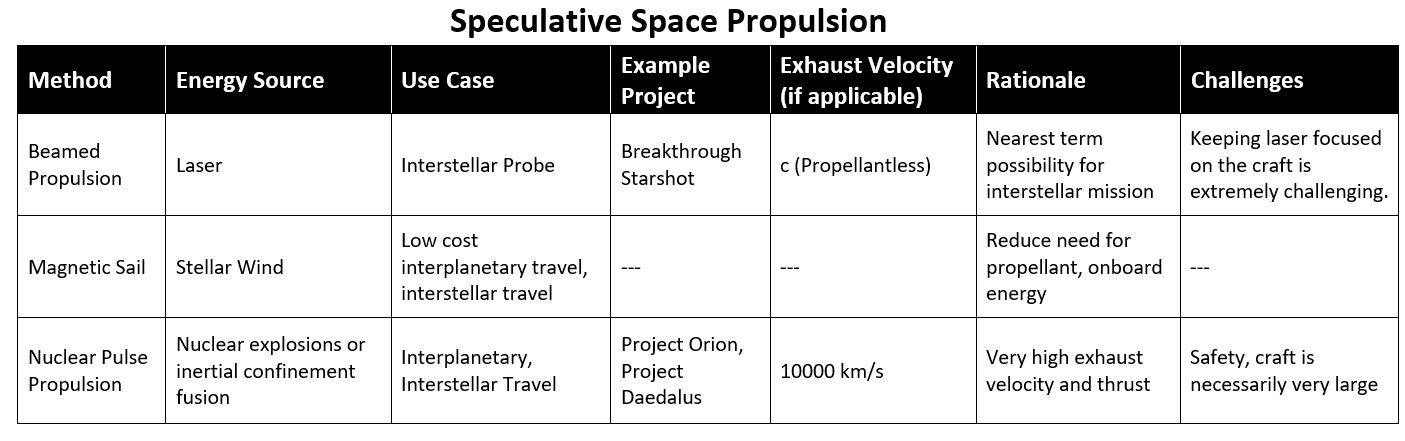 Speculative Space Propulsion
Method
Energy Source
Use Case
Example
Project
Exhaust Velocity
(if applicable)
Rationale
Challenges
Beamed
Propulsion
Laser
Interstellar Probe
Breakthrough
Starshot
c (Propellantless)
Nearest term
possibility for
interstellar mission
Keeping laser focused
on the craft is
extremely challenging.
Magnetic Sail
Stellar Wind
Low cost
interplanetary travel,
interstellar travel
---
---
Reduce need for
propellant, onboard
energy
---
Nuclear Pulse
Propulsion
Nuclear explosions or
inertial confinement
fusion
Interplanetary,
Interstellar Travel
Project Orion,
Project
Daedalus
10000 km/s
Very high exhaust
velocity and thrust
Safety, craft is
necessarily very large